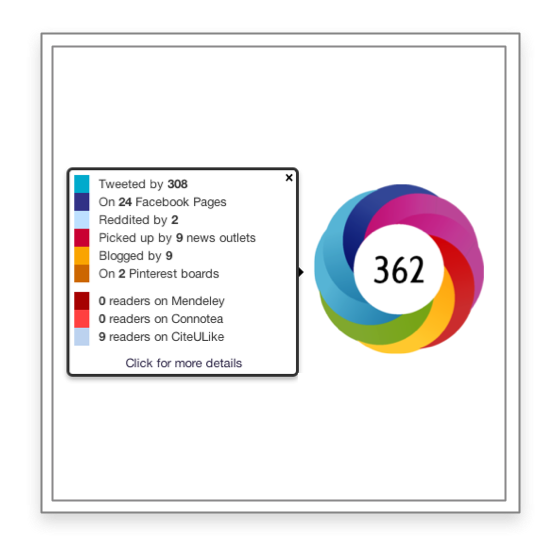 ×
Tweeted by 308
On 24 Facebook Pages
Reddited by 2
Picked up by 9 news outlets
Blogged by 9
On 2 Pinterest boards
0 readers on Mendeley
0 readers on Connotea
9 readers on CiteULike
Click for more details
362